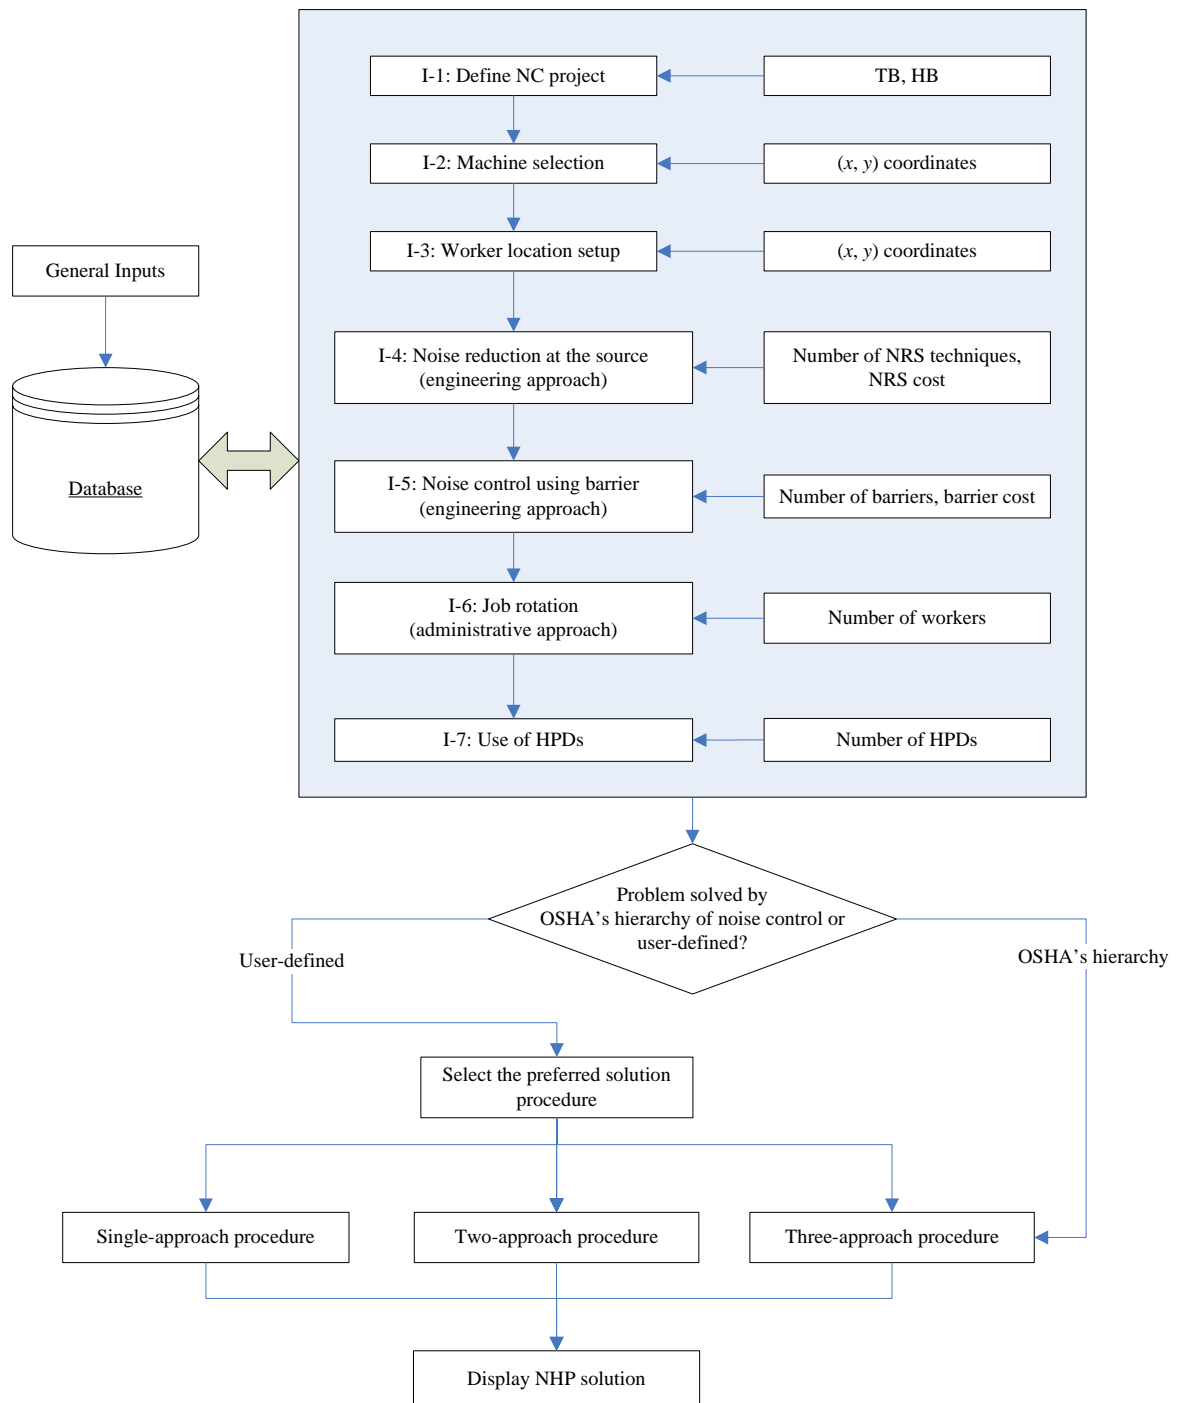 I-1: Define NC project
TB, HB
I-2: Machine selection
(x, y) coordinates
I-3: Worker location setup
(x, y) coordinates
General Inputs
I-4: Noise reduction at the source
(engineering approach)
Number of NRS techniques,
NRS cost
Database
I-5: Noise control using barrier
(engineering approach)
Number of barriers, barrier cost
I-6: Job rotation
(administrative approach)
Number of workers
I-7: Use of HPDs
Number of HPDs
Problem solved by
OSHA’s hierarchy of noise control or
user-defined?
User-defined
OSHA’s hierarchy
Select the preferred solution
procedure
Single-approach procedure
Two-approach procedure
Three-approach procedure
Display NHP solution